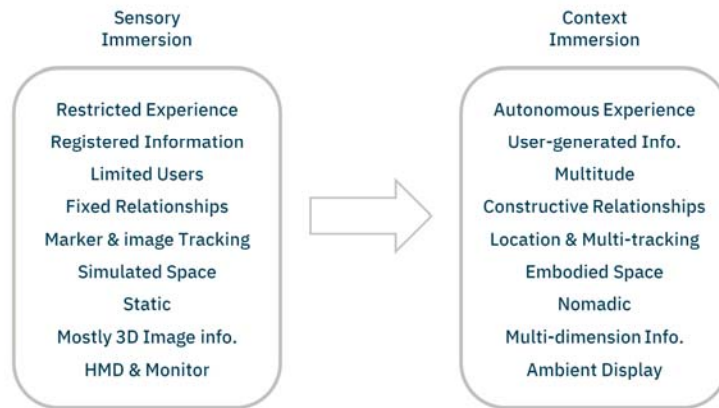 Sensory
Immersion
Restricted Experience
Registered Information
Limited Users
Fixed Relationships
Marker & image Tracking
Simulated Space
Static
Mostly 3D Image info.
HMD & Monitor
Context
Immersion
Autonomous Experience
User-generated Info.
Multitude
Constructive Relationships
Location & Multi-tracking
Embodied Space
Nomadic
Multi-dimension Info.
Ambient Display